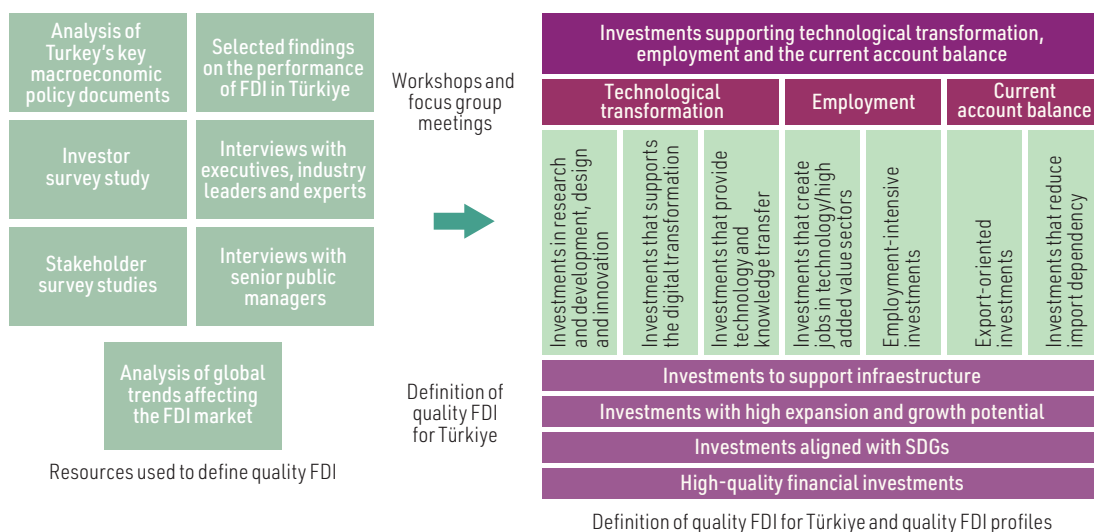 Analysis of
Turkey's key
macroeconomic
policy documents
Selected findings
on the performance
of FDI in Türkiye
Investor
survey study
Interviews with
executives, industry
leaders and experts
Stakeholder
survey studies
Interviews with
senior public
managers
Analysis of global
trends affecting
the FDI market
Resources used to define quality FDI
Workshops and
focus group
meetings
Definition of
quality FDI
for Türkiye
Investments supporting technological transformation,
employment and the current account balance
Technological
transformation
Employment
Current
account balance
Investments in research
and development, design
and innovation
Investments that supports
the digital transformation
Investments that provide
technology and
knowledge transfer
Investments that create
jobs in technology/high
added value sectors
Employment-intensive
investments
Export-oriented
investments
Investments that reduce
import dependency
Investments to support infraestructure
Investments with high expansion and growth potential
Investments aligned with SDGs
High-quality financial investments
Definition of quality FDI for Türkiye and quality FDI profiles